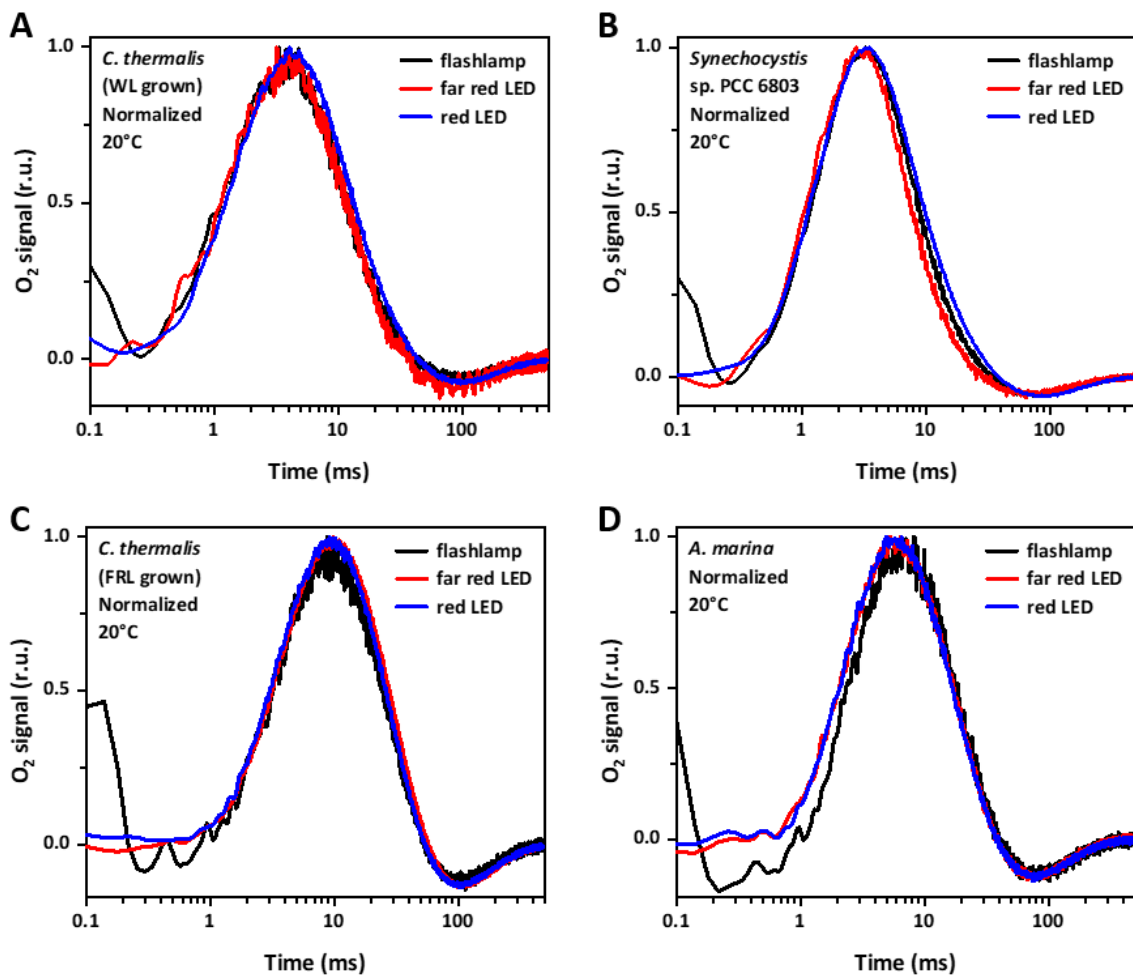 A
C. thermalis
(WL grown)
Normalized
20°C
flashlamp
far red LED
red LED
O2 signal (r.u.)
1.0
0.5
0.0
0.1
1
10
100
Time (ms)
B
Synechocystis
sp. PCC 6803
Normalized
20°C
flashlamp
far red LED
red LED
O2 signal (r.u.)
1.0
0.5
0.0
0.1
1
10
100
Time (ms)
C
C. thermalis
(FRL grown)
Normalized
20°C
flashlamp
far red LED
red LED
O2 signal (r.u.)
1.0
0.5
0.0
0.1
1
10
100
Time (ms)
D
A. marina
Normalized
20°C
flashlamp
far red LED
red LED
O2 signal (r.u.)
1.0
0.5
0.0
0.1
1
10
100
Time (ms)